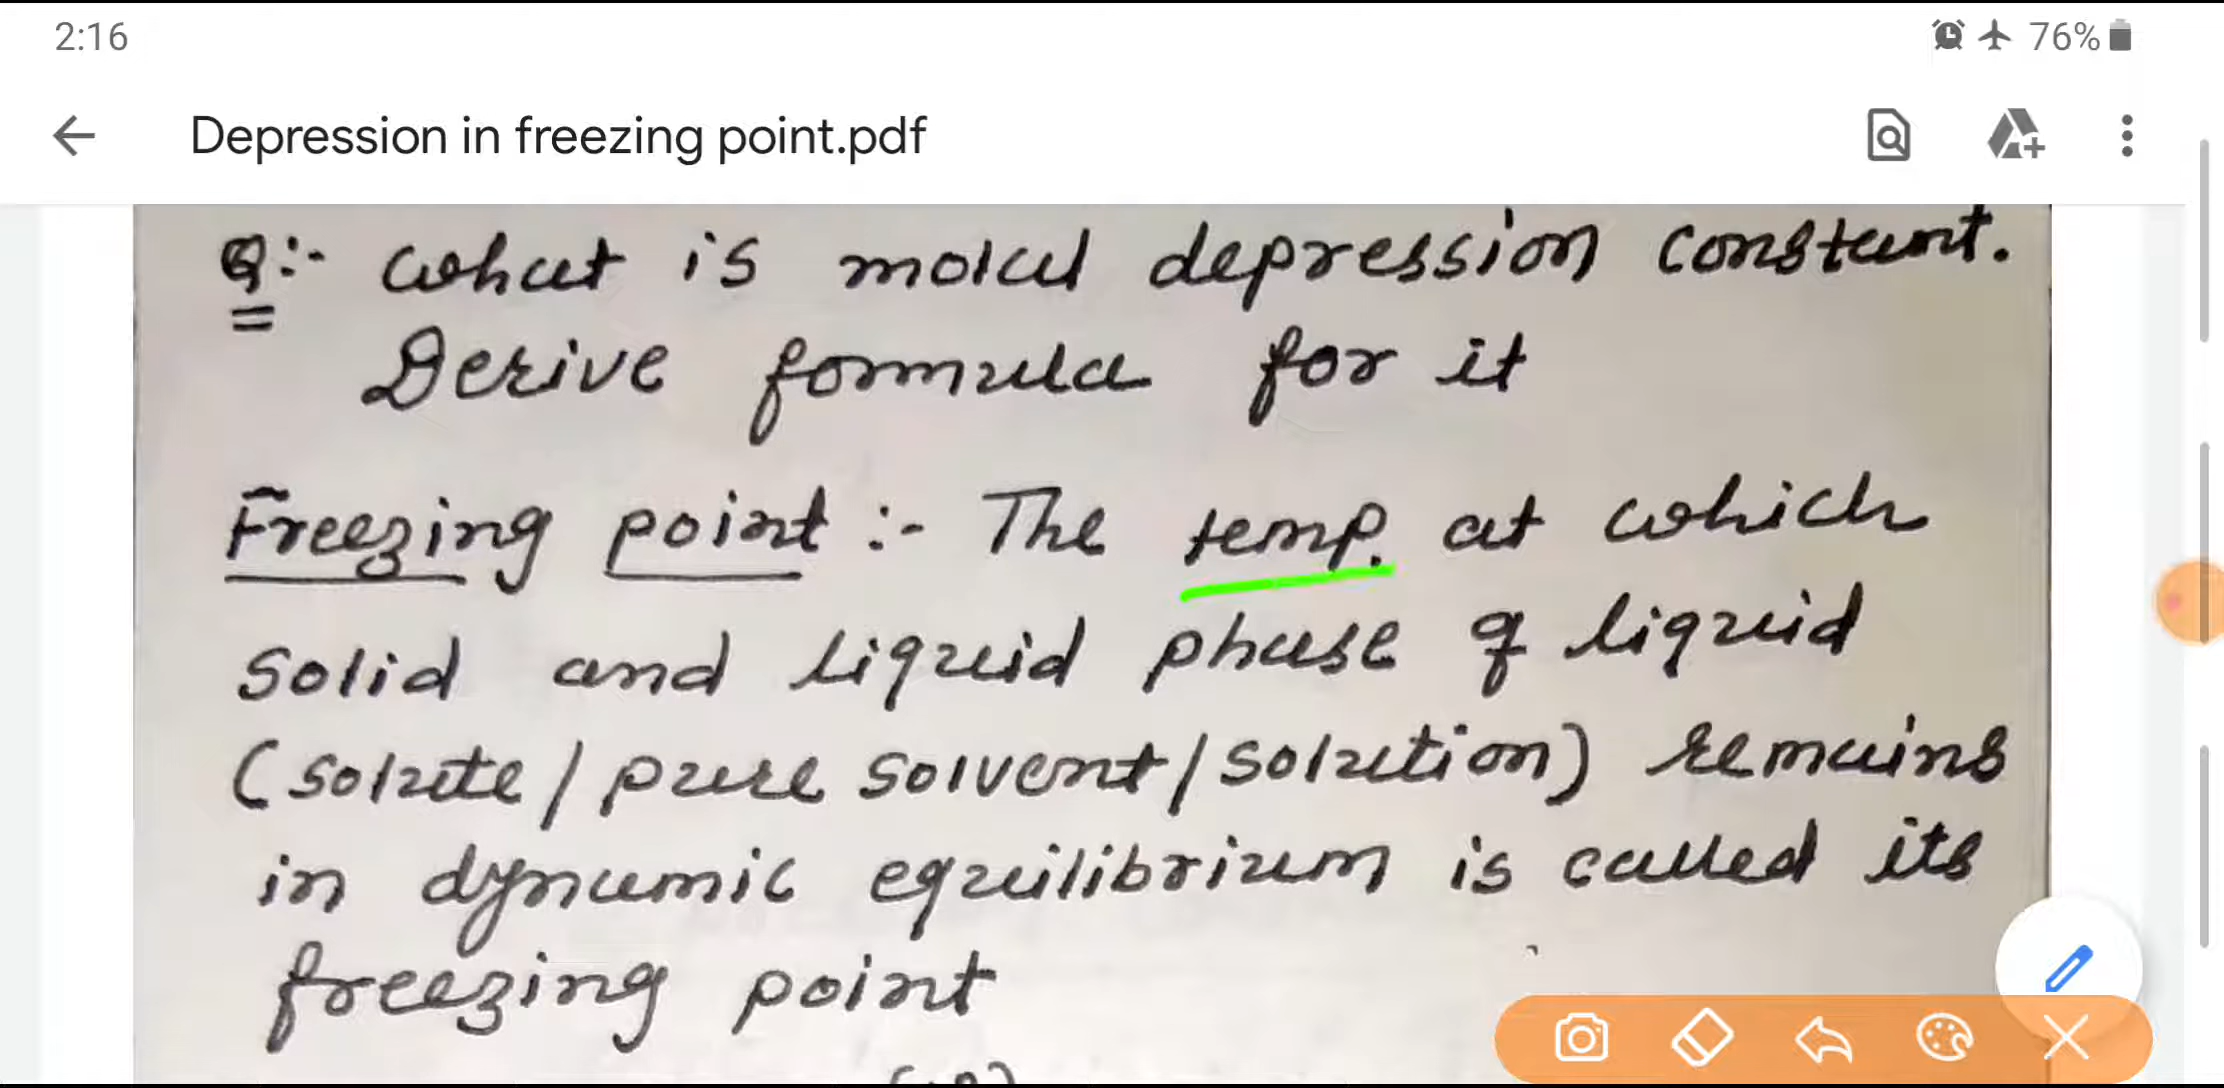 2:16
76%
Depression in freezing point.pdf
Q:- What is molal depression constant.
Derive formula for it
Freezing point :- The temp. at which
solid and liquid phase of liquid
(solute / pure solvent / solution) remains
in dynamic equilibrium is called its
freezing point